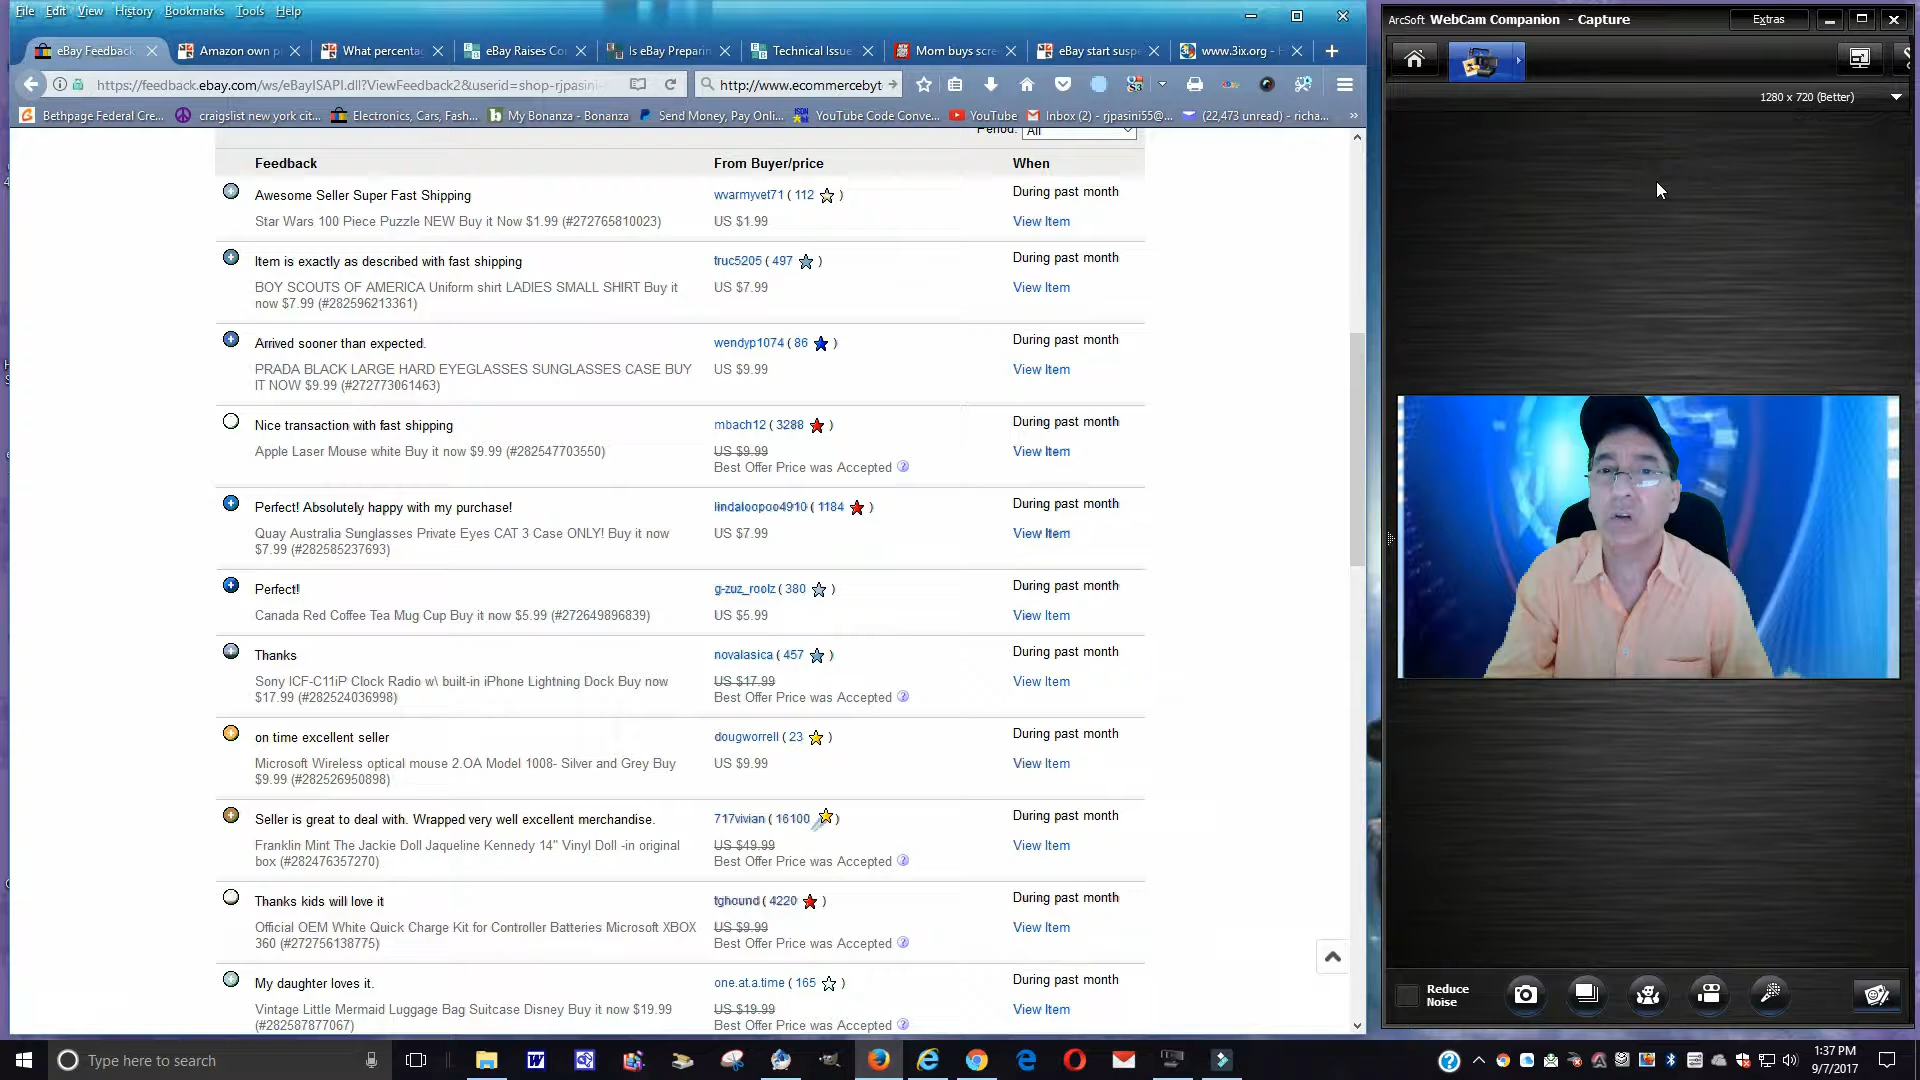 File Edit View History Bookmarks Tools Help
eBay Feedback
Amazon own p
What percenta
eBay Raises Co
Is eBay Preparin
Technical Issue
Mom buys scre
eBay start susp
www.3ix.org - H
https://feedback.ebay.com/ws/eBayISAPI.dll?ViewFeedback2&userid=shop-rjpasini
http://www.ecommercebyt
Bethpage Federal Cre...
craigslist new york cit...
Electronics, Cars, Fash...
My Bonanza - Bonanza
Send Money, Pay Onli...
YouTube Code Conve...
YouTube
Inbox (2) - rjpasini55@...
(22,473 unread) - richa...
Period: All
Feedback From Buyer/price When
Awesome Seller Super Fast Shipping wvarmyvet71 ( 112 ) During past month
Star Wars 100 Piece Puzzle NEW Buy it Now $1.99 (#272765810023) US $1.99 View Item
Item is exactly as described with fast shipping truc5205 ( 497 ) During past month
BOY SCOUTS OF AMERICA Uniform shirt LADIES SMALL SHIRT Buy it US $7.99 View Item
now $7.99 (#282596213361)
Arrived sooner than expected. wendyp1074 ( 86 ) During past month
PRADA BLACK LARGE HARD EYEGLASSES SUNGLASSES CASE BUY US $9.99 View Item
IT NOW $9.99 (#272773061463)
Nice transaction with fast shipping mbach12 ( 3288 ) During past month
Apple Laser Mouse white Buy it now $9.99 (#282547703550) US $9.99 View Item
Best Offer Price was Accepted ?
Perfect! Absolutely happy with my purchase! lindaloopoo4910 ( 1184 ) During past month
Quay Australia Sunglasses Private Eyes CAT 3 Case ONLY! Buy it now US $7.99 View Item
$7.99 (#282585237693)
Perfect! g-zuz_roolz ( 380 ) During past month
Canada Red Coffee Tea Mug Cup Buy it now $5.99 (#272649896839) US $5.99 View Item
Thanks novalasica ( 457 ) During past month
Sony ICF-C11iP Clock Radio w\ built-in iPhone Lightning Dock Buy now US $17.99 View Item
$17.99 (#282524036998) Best Offer Price was Accepted ?
on time excellent seller dougworrell ( 23 ) During past month
Microsoft Wireless optical mouse 2.OA Model 1008- Silver and Grey Buy US $9.99 View Item
$9.99 (#282526950898)
Seller is great to deal with. Wrapped very well excellent merchandise. 717vivian ( 16100 ) During past month
Franklin Mint The Jackie Doll Jaqueline Kennedy 14" Vinyl Doll -in original US $49.99 View Item
box (#282476357270) Best Offer Price was Accepted ?
Thanks kids will love it tghound ( 4220 ) During past month
Official OEM White Quick Charge Kit for Controller Batteries Microsoft XBOX US $9.99 View Item
360 (#272756138775) Best Offer Price was Accepted ?
My daughter loves it. one.at.a.time ( 165 ) During past month
Vintage Little Mermaid Luggage Bag Suitcase Disney Buy it now $19.99 US $19.99 View Item
(#282587877067) Best Offer Price was Accepted ?
ArcSoft WebCam Companion - Capture Extras
1280 x 720 (Better)
Reduce
Noise
Type here to search
1:37 PM
9/7/2017